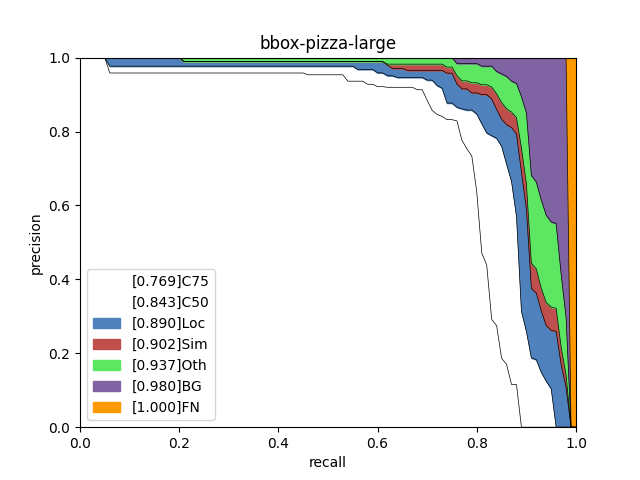 bbox-pizza-large
1.0
0.8
0.6
0.4
0.2
0.0
precision
[0.769]C75
[0.843]C50
[0.890]Loc
[0.902]Sim
[0.937]Oth
[0.980]BG
[1.000]FN
0.0 0.2 0.4 0.6 0.8 1.0
recall